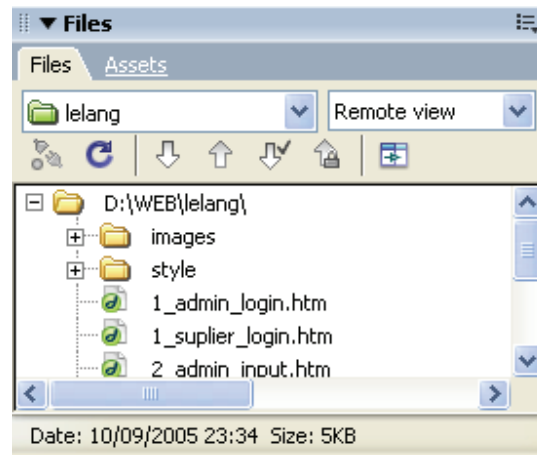 Files
Files Assets
lelang Remote view
D:\WEB\lelang\
images
style
1_admin_login.htm
1_suplier_login.htm
2_admin_input.htm
Date: 10/09/2005 23:34 Size: 5KB